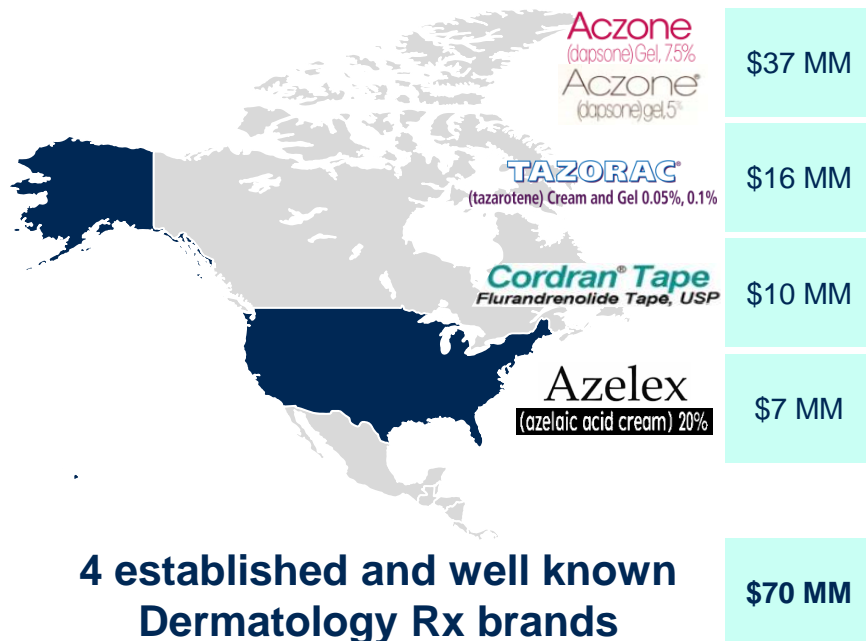 Aczone
(dapsone) Gel, 7.5%
$37 MM
Aczone®
(dapsone) gel, 5%
TAZORAC®
(tazarotene) Cream and Gel 0.05%, 0.1%
$16 MM
Cordran® Tape
Flurandrenolide Tape, USP
$10 MM
Azelex
(azelaic acid cream) 20%
$7 MM
4 established and well known
Dermatology Rx brands
$70 MM